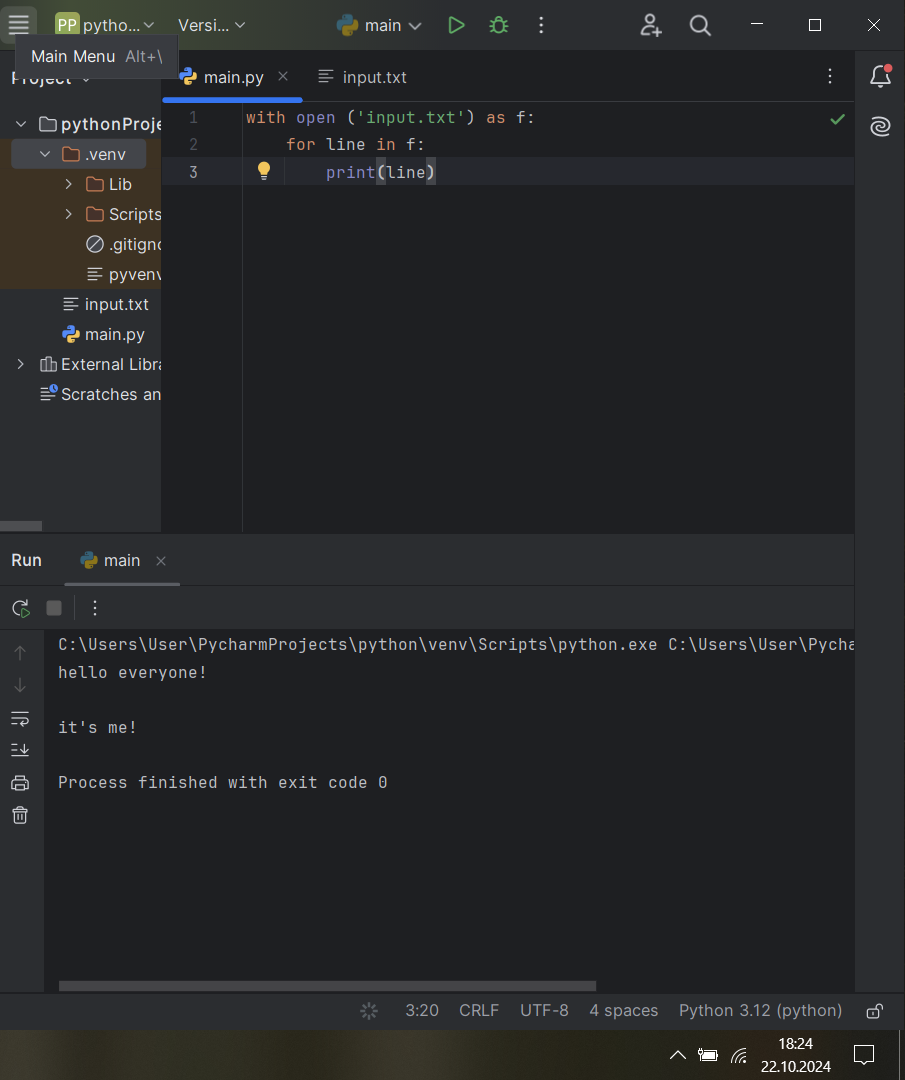 PP pytho... Versi... main
Main Menu Alt+\
Project
main.py
input.txt
pythonProje
.venv
Lib
Scripts
.gitigno
pyvenv
input.txt
main.py
External Libra
Scratches an
1 with open ('input.txt') as f:
2 for line in f:
3 print(line)
Run main
C:\Users\User\PycharmProjects\python\venv\Scripts\python.exe C:\Users\User\Pycha
hello everyone!
it's me!
Process finished with exit code 0
3:20 CRLF UTF-8 4 spaces Python 3.12 (python)
18:24
22.10.2024